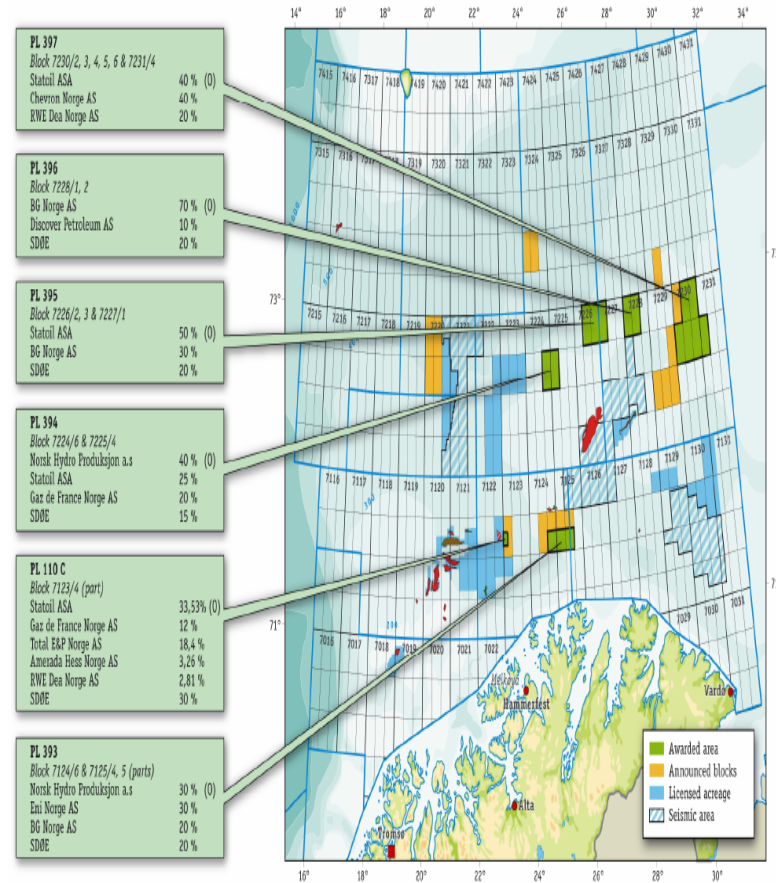 14° 16° 18° 20° 22° 24° 26° 28° 30° 32° 34°
PL 397
Block 7230/2, 3, 4, 5, 6 & 7231/4
Statoil ASA 40 % (O)
Chevron Norge AS 40 %
RWE Dea Norge AS 20 %
PL 396
Block 7228/1, 2
BG Norge AS 70 % (O)
Discover Petroleum AS 10 %
SDØE 20 %
PL 395
Block 7226/2, 3 & 7227/1
Statoil ASA 50 % (O)
BG Norge AS 30 %
SDØE 20 %
PL 394
Block 7224/6 & 7225/4
Norsk Hydro Produksjon a.s 40 % (O)
Statoil ASA 25 %
Gaz de France Norge AS 20 %
SDØE 15 %
PL 110 C
Block 7123/4 (part)
Statoil ASA 33,53% (O)
Gaz de France Norge AS 12 %
Total E&P Norge AS 18,4 %
Amerada Hess Norge AS 3,26 %
RWE Dea Norge AS 2,81 %
SDØE 30 %
PL 393
Block 7124/6 & 7125/4, 5 (parts)
Norsk Hydro Produksjon a.s 30 % (O)
Eni Norge AS 30 %
BG Norge AS 20 %
SDØE 20 %
7415 7416 7317 7418 7419 7420 7421 7422 7423 7424 7425 7426 7427 7428 7429 7430 7431
7315 7316 7317 7318 7319 7320 7321 7322 7323 7324 7325 7326 7327 7328 7329 7330 7331
73°
7215 7216 7217 7218 7219 7220 7222 7223 7224 7225 7226 7227 7228 7229 7230 7231
7116 7117 7118 7119 7120 7121 7122 7123 7124 7125 7126 7127 7128 7129 7130 7131
300
71°
200
7016 7017 7018 7019 7020 7021 7022 7029 7030 7031
Melkøya
Hammerfest
Vardø
Alta
Tromsø
Awarded area
Announced blocks
Licensed acreage
Seismic area
16° 18° 20° 22° 24° 26° 28° 30°